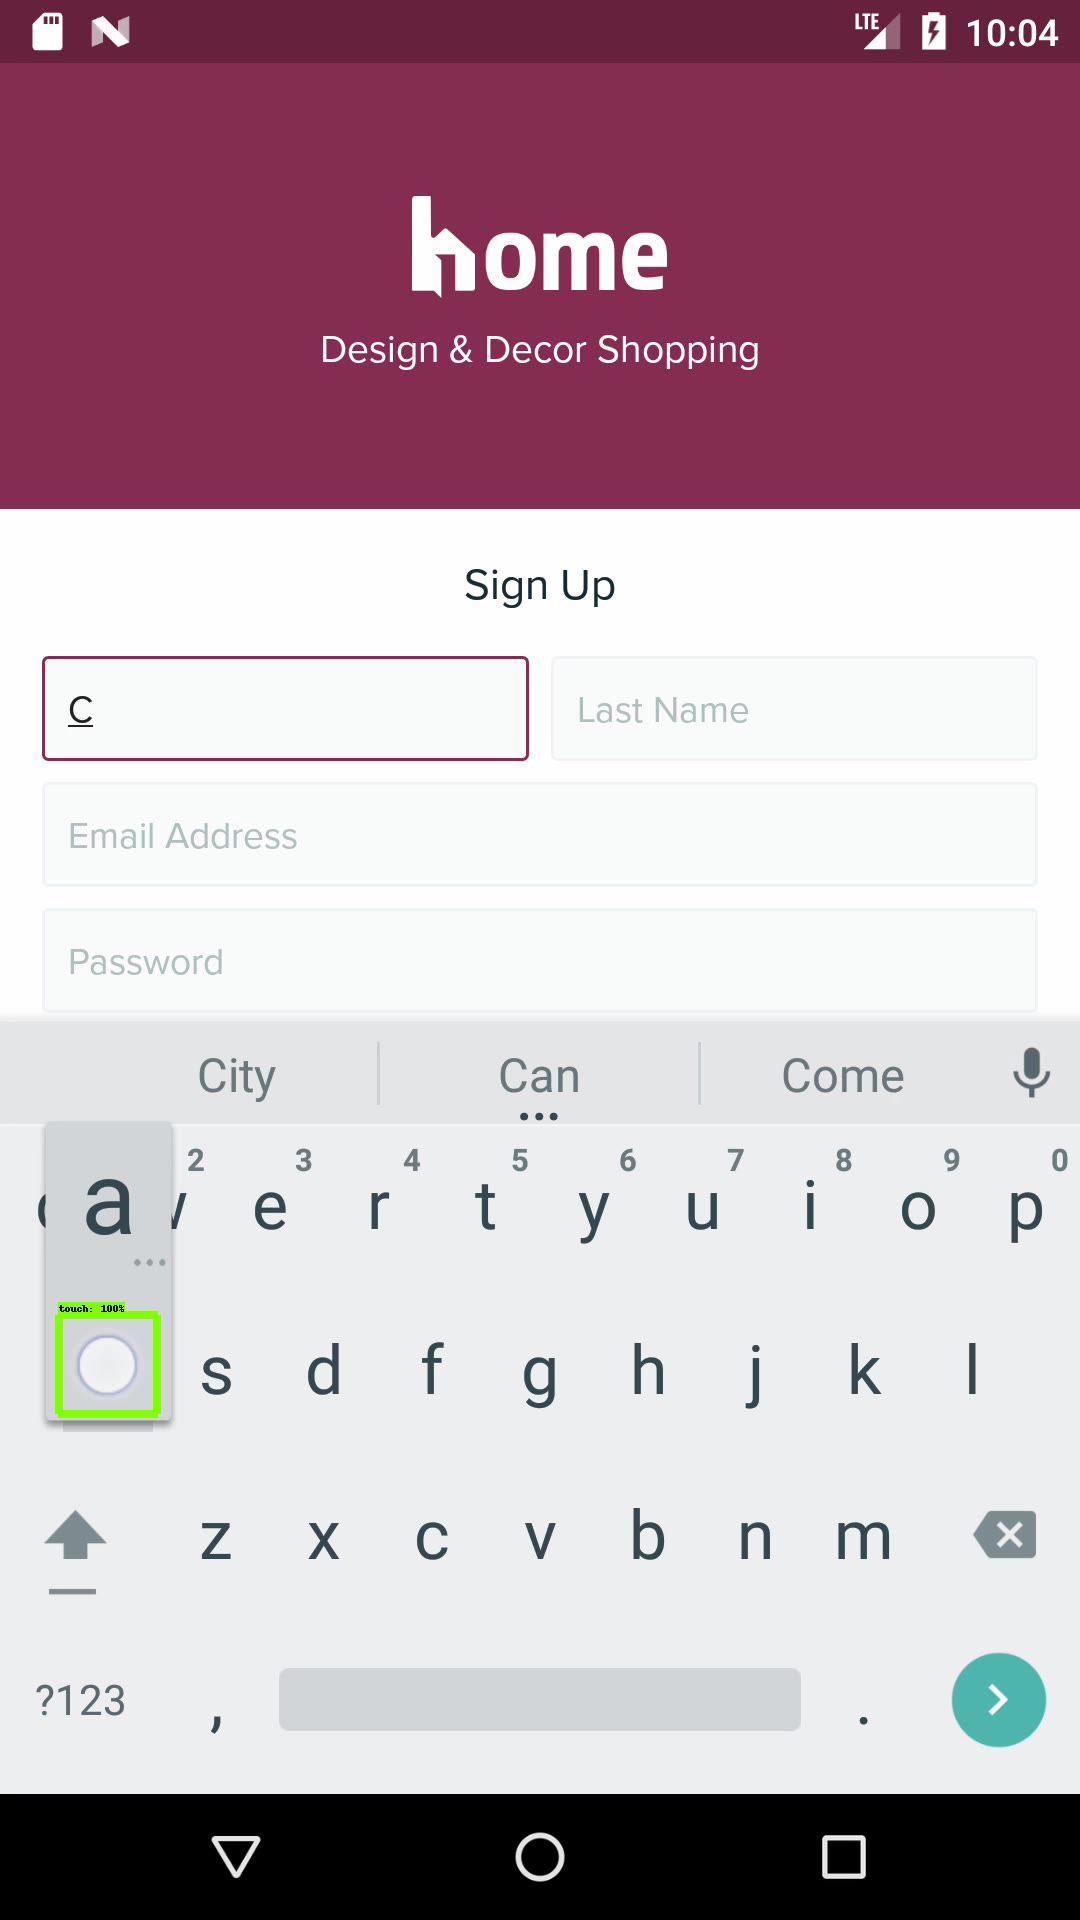 LTE 10:04
home
Design & Decor Shopping
Sign Up
C Last Name
Email Address
Password
City Can Come
a 2 3 4 5 6 7 8 9 0
e r t y u i o p
touch: 100%
s d f g h j k l
z x c v b n m
?123 , .